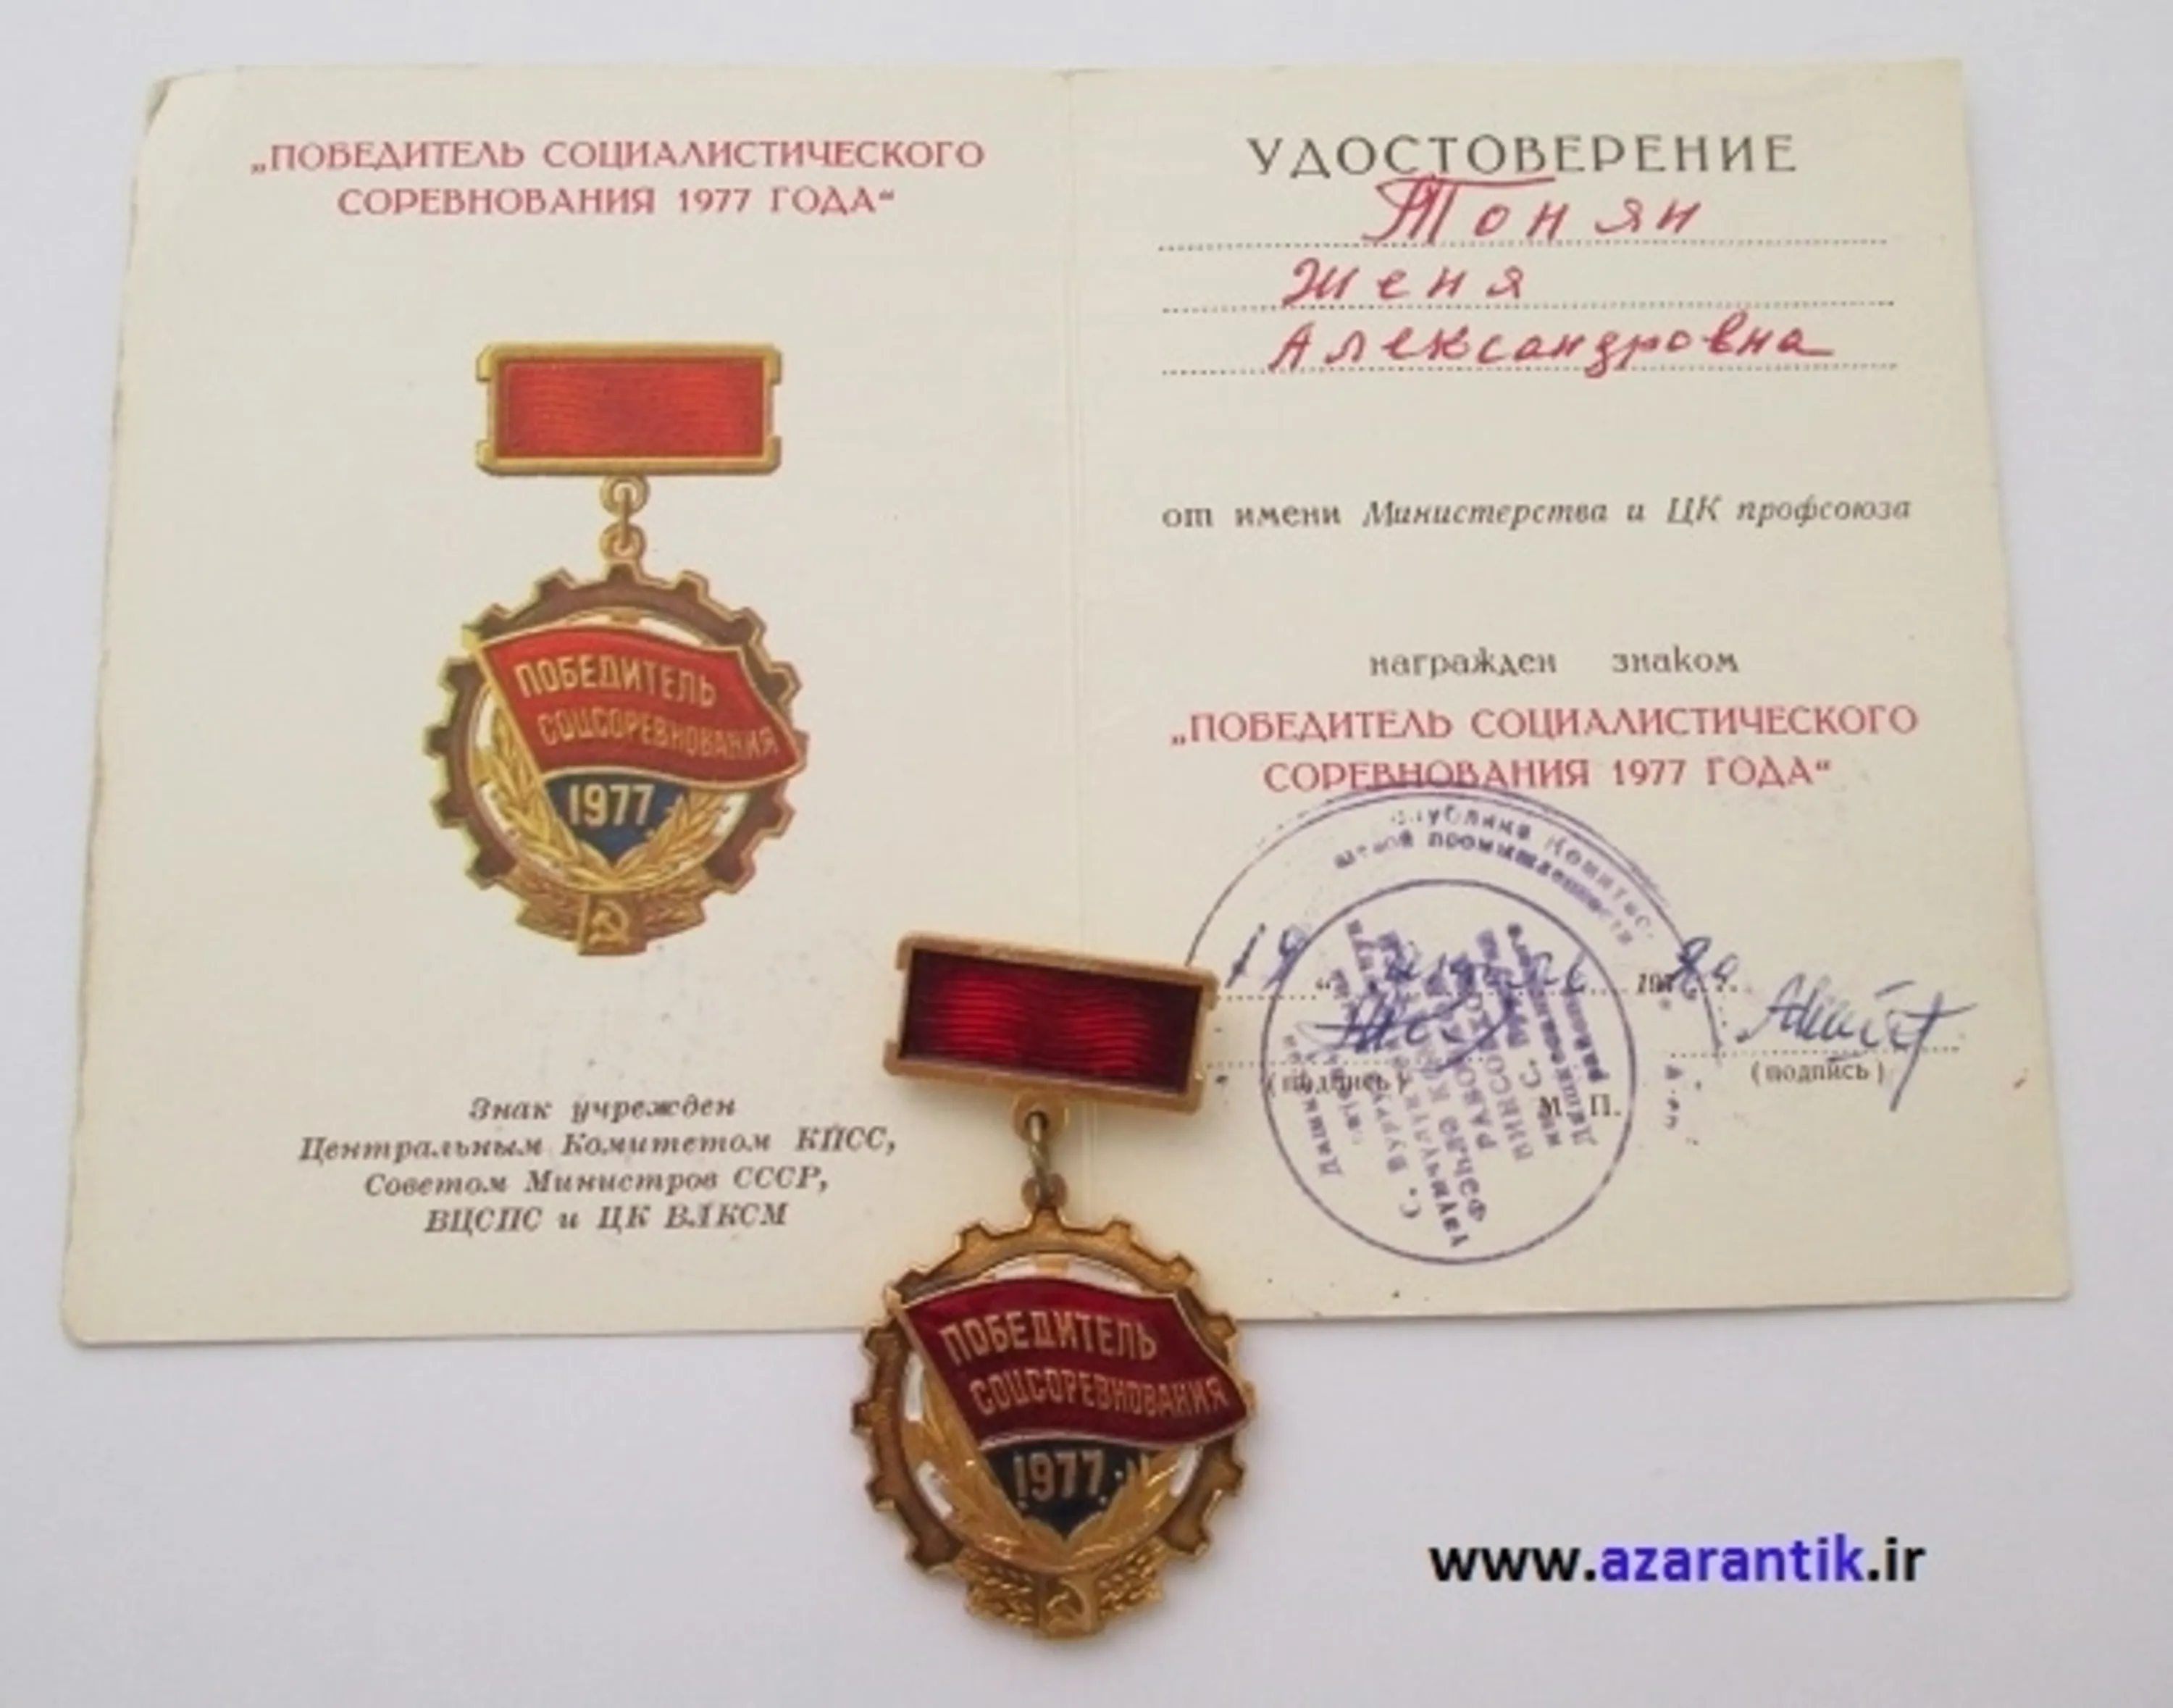 „ПОБЕДИТЕЛЬ СОЦИАЛИСТИЧЕСКОГО
СОРЕВНОВАНИЯ 1977 ГОДА“
ПОБЕДИТЕЛЬ
СОЦСОРЕВНОВАНИЯ
1977
Знак учрежден
Центральным Комитетом КПСС,
Советом Министров СССР,
ВЦСПС и ЦК ВЛКСМ
УДОСТОВЕРЕНИЕ
Тонян
Женя
Александровна
от имени Министерства и ЦК профсоюза
награжден знаком
„ПОБЕДИТЕЛЬ СОЦИАЛИСТИЧЕСКОГО
СОРЕВНОВАНИЯ 1977 ГОДА“
промышленности
19
(подпись)
(подпись)
М. П.
ПОБЕДИТЕЛЬ
СОЦСОРЕВНОВАНИЯ
1977
www.azarantik.ir